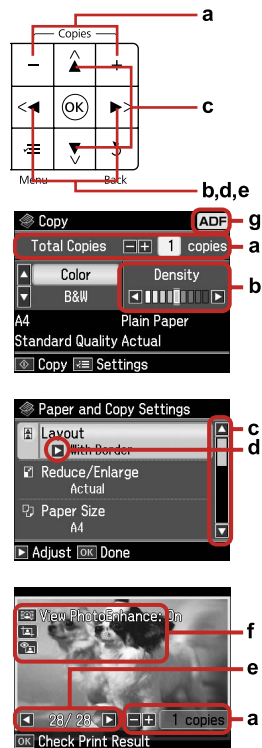 a
Copies
− +
c
OK
Menu Back
b,d,e
Copy ADF
g
Total Copies − + 1 copies
a
Color Density
b
B&W
A4 Plain Paper
Standard Quality Actual
Copy Settings
Paper and Copy Settings
c
Layout
With Border
d
Reduce/Enlarge
Actual
Paper Size
A4
Adjust OK Done
View PhotoEnhance: On
f
e
28/ 28 − + 1 copies
a
OK Check Print Result